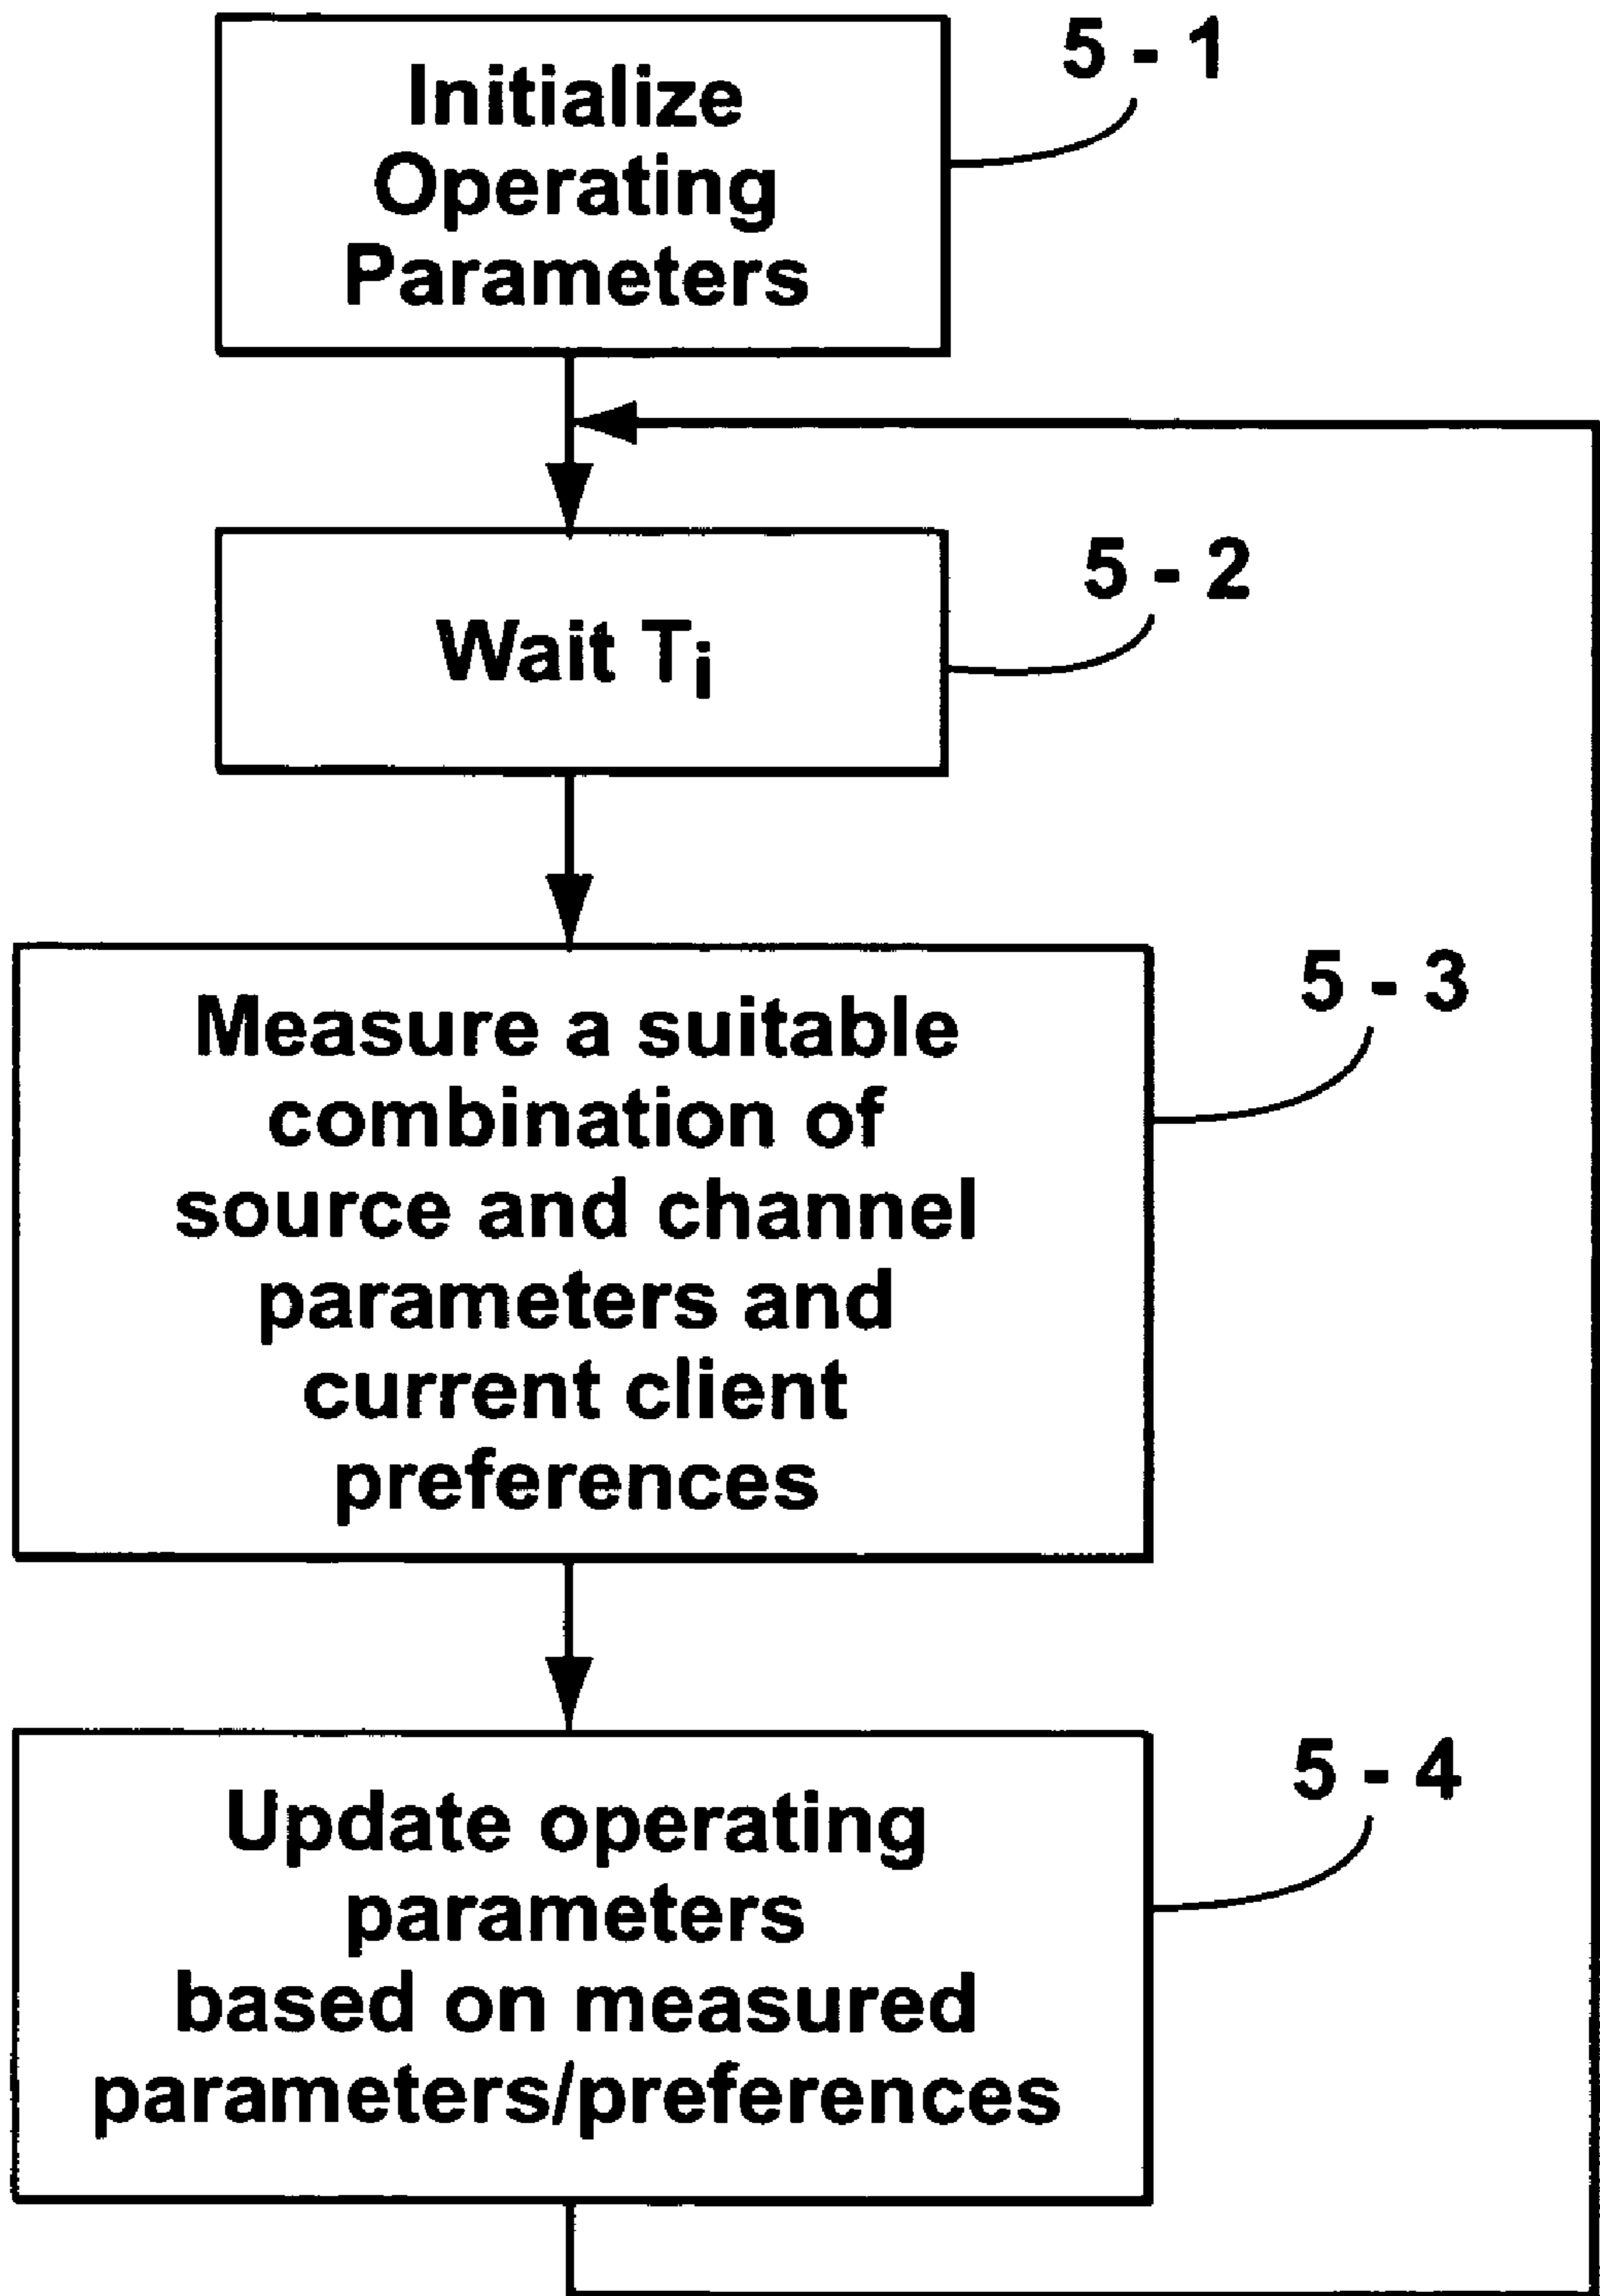 Initialize
Operating
Parameters
5 - 1
Wait Ti
5 - 2
Measure a suitable
combination of
source and channel
parameters and
current client
preferences
5 - 3
Update operating
parameters
based on measured
parameters/preferences
5 - 4